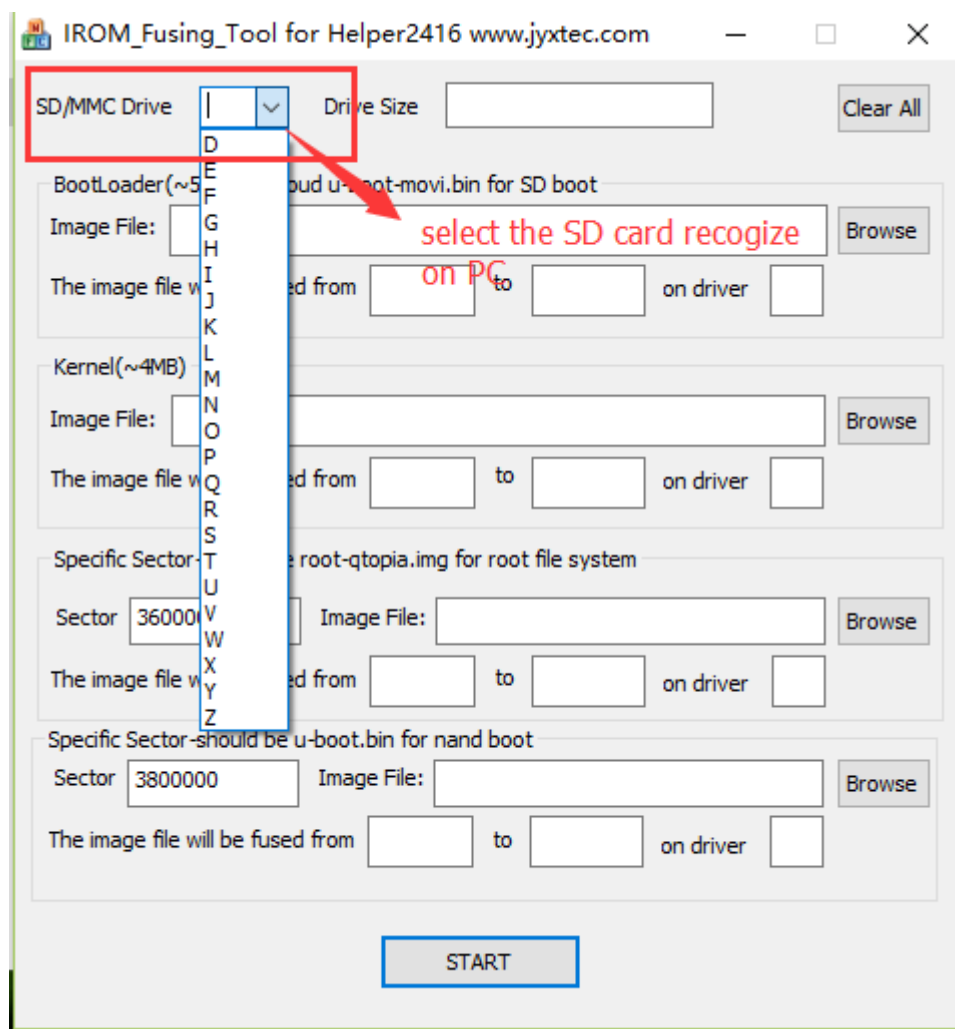 IROM_Fusing_Tool for Helper2416 www.jyxtec.com
SD/MMC Drive Drive Size Clear All
D
E
F
G
H
I
J
K
L
M
N
O
P
Q
R
S
T
U
V
W
X
Y
Z
BootLoader(~5 oud u-boot-movi.bin for SD boot
Image File: Browse
select the SD card recogize
on PC
The image file w ed from to on driver
Kernel(~4MB)
Image File: Browse
The image file w ed from to on driver
Specific Sector- e root-qtopia.img for root file system
Sector 360000 Image File: Browse
The image file w ed from to on driver
Specific Sector-should be u-boot.bin for nand boot
Sector 3800000 Image File: Browse
The image file will be fused from to on driver
START